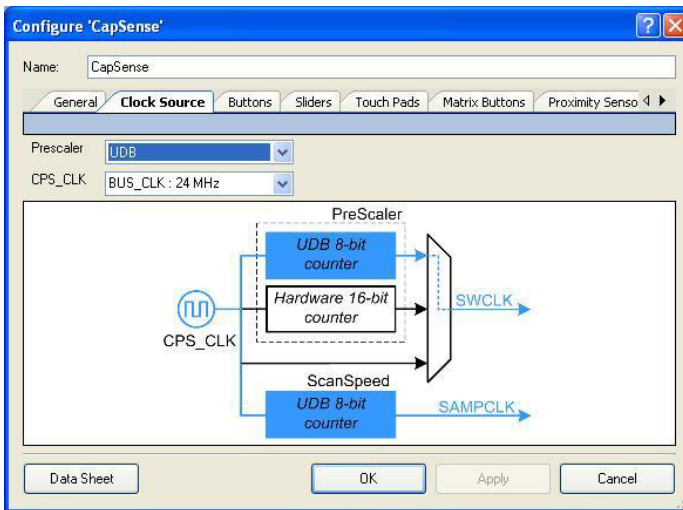 Configure 'CapSense'
Name: CapSense
General Clock Source Buttons Sliders Touch Pads Matrix Buttons Proximity Senso
Prescaler UDB
CPS_CLK BUS_CLK : 24 MHz
PreScaler
UDB 8-bit
counter
Hardware 16-bit
counter
SWCLK
CPS_CLK
ScanSpeed
UDB 8-bit
counter
SAMPCLK
Data Sheet OK Apply Cancel